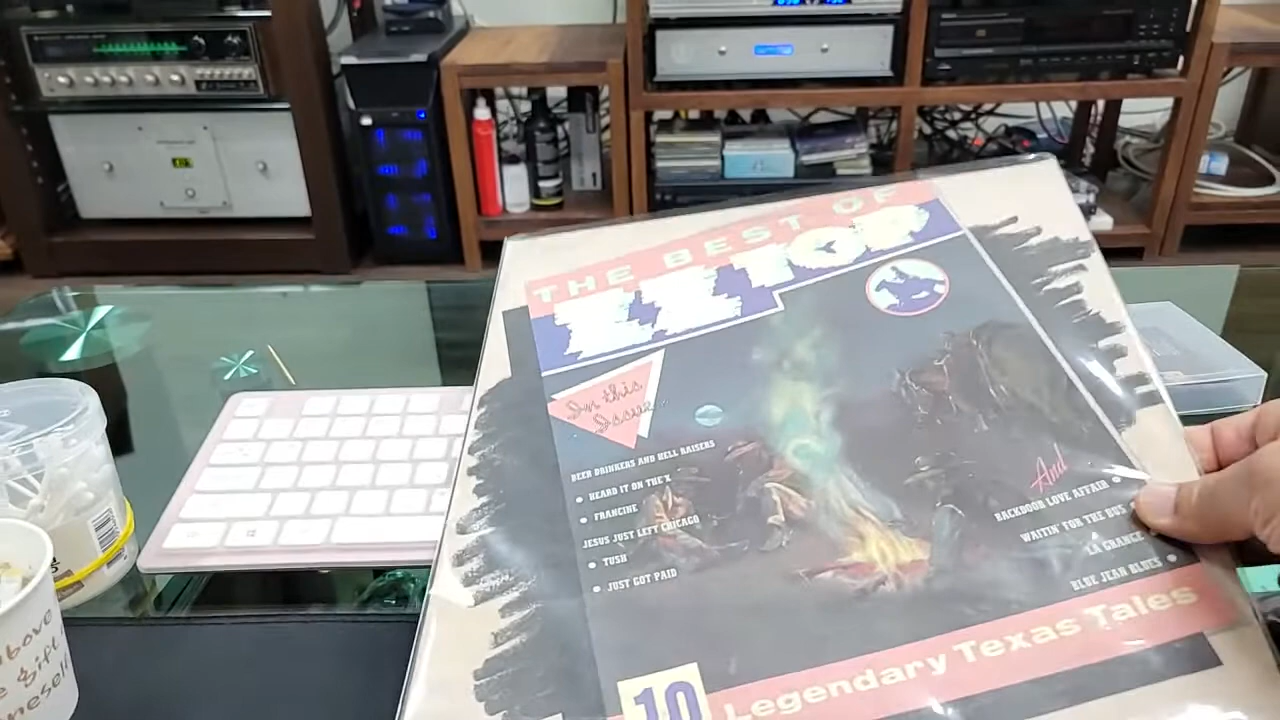 THE BEST OF
ZZ TOP
In this
Issue...
BEER DRINKERS AND HELL RAISERS
• HEARD IT ON THE X
• FRANCINE
JESUS JUST LEFT CHICAGO
• TUSH
• JUST GOT PAID
And
BACKDOOR LOVE AFFAIR •
WAITIN' FOR THE BUS
LA GRANGE
BLUE JEAN BLUES •
10 Legendary Texas Tales
above
gift